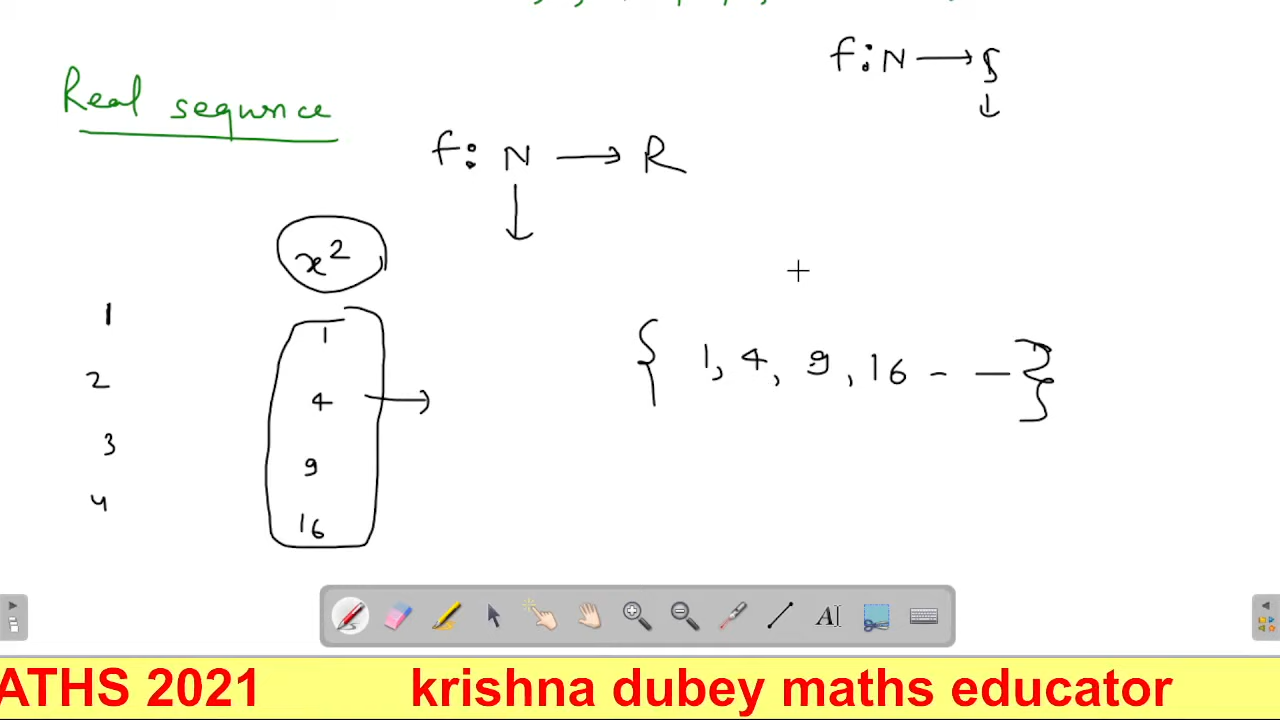 f: N → S
↓
Real sequnce
f: N → R
↓
x²
1 1
2 4 →
3 9
4 16
{ 1, 4, 9, 16 - - }
ATHS 2021 krishna dubey maths educator